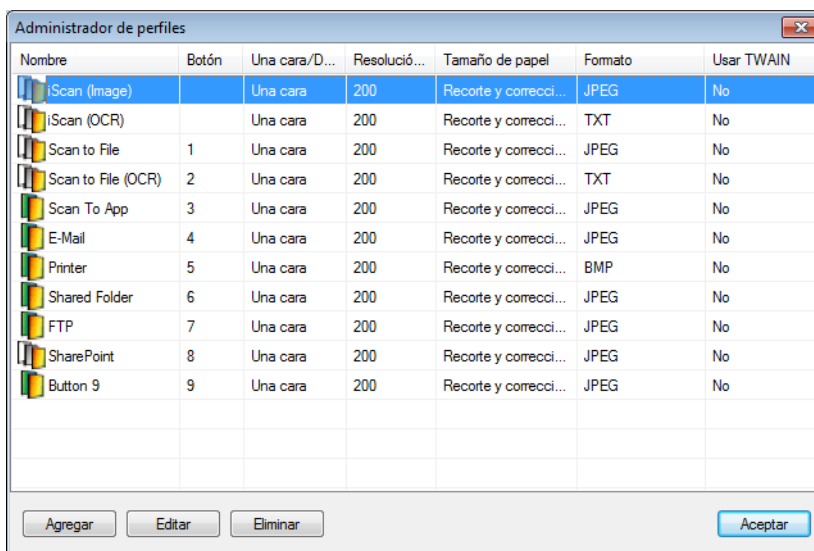 Administrador de perfiles
Nombre Botón Una cara/D... Resolució... Tamaño de papel Formato Usar TWAIN
iScan (Image) Una cara 200 Recorte y correcci... JPEG No
iScan (OCR) Una cara 200 Recorte y correcci... TXT No
Scan to File 1 Una cara 200 Recorte y correcci... JPEG No
Scan to File (OCR) 2 Una cara 200 Recorte y correcci... TXT No
Scan To App 3 Una cara 200 Recorte y correcci... JPEG No
E-Mail 4 Una cara 200 Recorte y correcci... JPEG No
Printer 5 Una cara 200 Recorte y correcci... BMP No
Shared Folder 6 Una cara 200 Recorte y correcci... JPEG No
FTP 7 Una cara 200 Recorte y correcci... JPEG No
SharePoint 8 Una cara 200 Recorte y correcci... JPEG No
Button 9 9 Una cara 200 Recorte y correcci... JPEG No
Agregar Editar Eliminar Aceptar